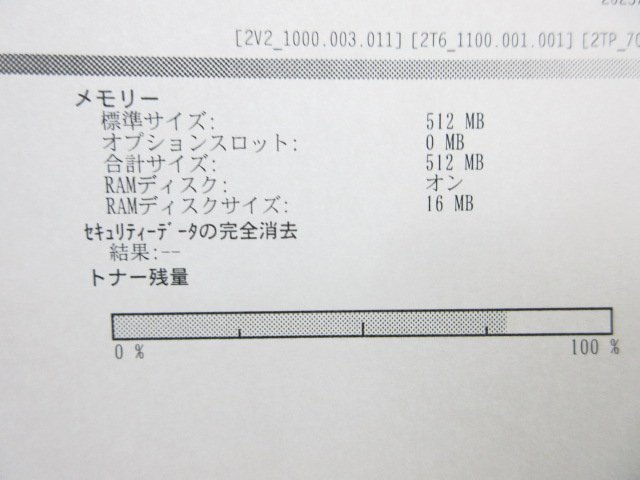 [2V2_1000.003.011] [2T6_1100.001.001] [2TP_70
メモリー
標準サイズ: 512 MB
オプションスロット: 0 MB
合計サイズ: 512 MB
RAMディスク: オン
RAMディスクサイズ: 16 MB
ｾｷｭﾘﾃｨｰﾃﾞｰﾀの完全消去
結果:--
トナー残量
0 % 100 %